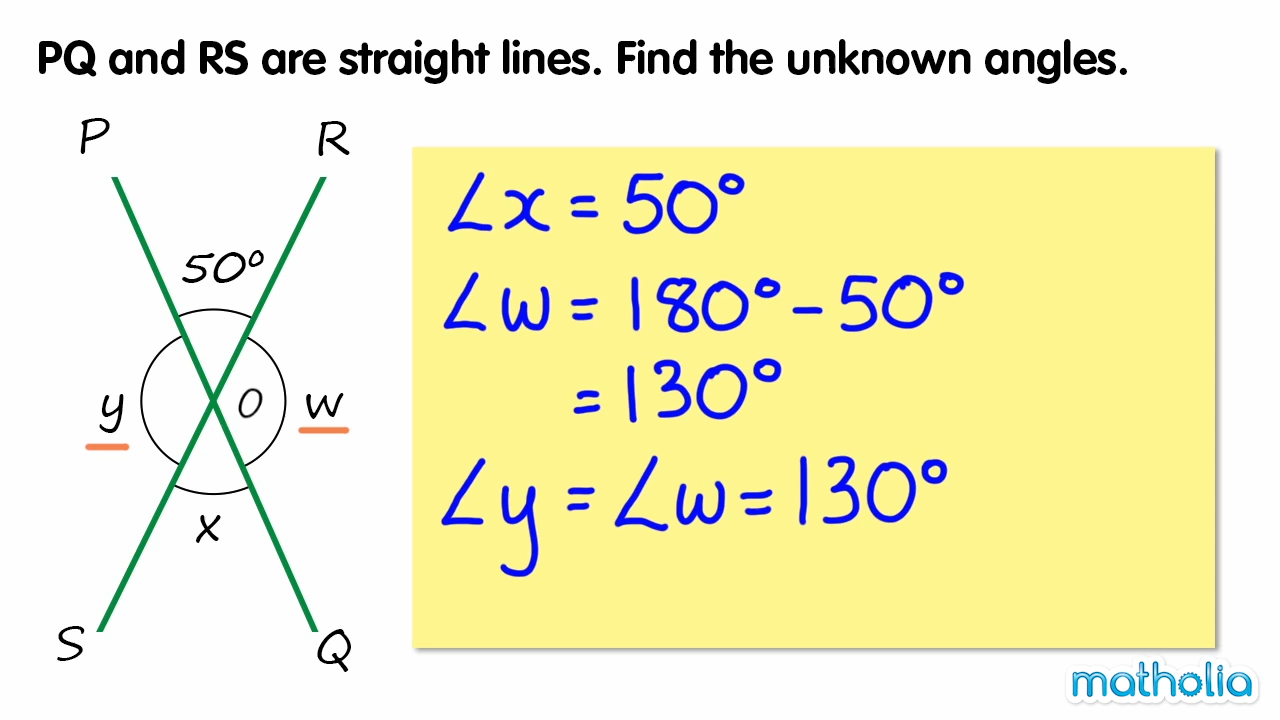 PQ and RS are straight lines. Find the unknown angles.
P R
50°
y O w
x
S Q
∠x = 50°
∠w = 180° - 50°
= 130°
∠y = ∠w = 130°
matholia